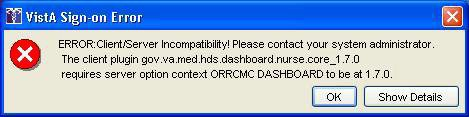 VistA Sign-on Error
ERROR:Client/Server Incompatibility! Please contact your system administrator.
The client plugin gov.va.med.hds.dashboard.nurse.core_1.7.0
requires server option context ORRCMC DASHBOARD to be at 1.7.0.
OK Show Details